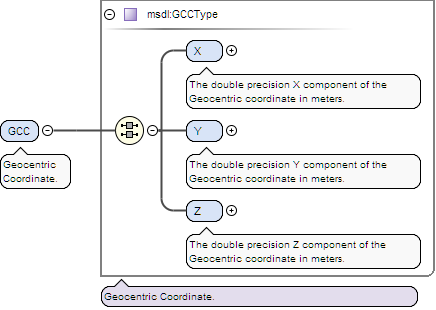 msdl:GCCType
X
The double precision X component of the
Geocentric coordinate in meters.
GCC
Geocentric
Coordinate.
Y
The double precision Y component of the
Geocentric coordinate in meters.
Z
The double precision Z component of the
Geocentric coordinate in meters.
Geocentric Coordinate.